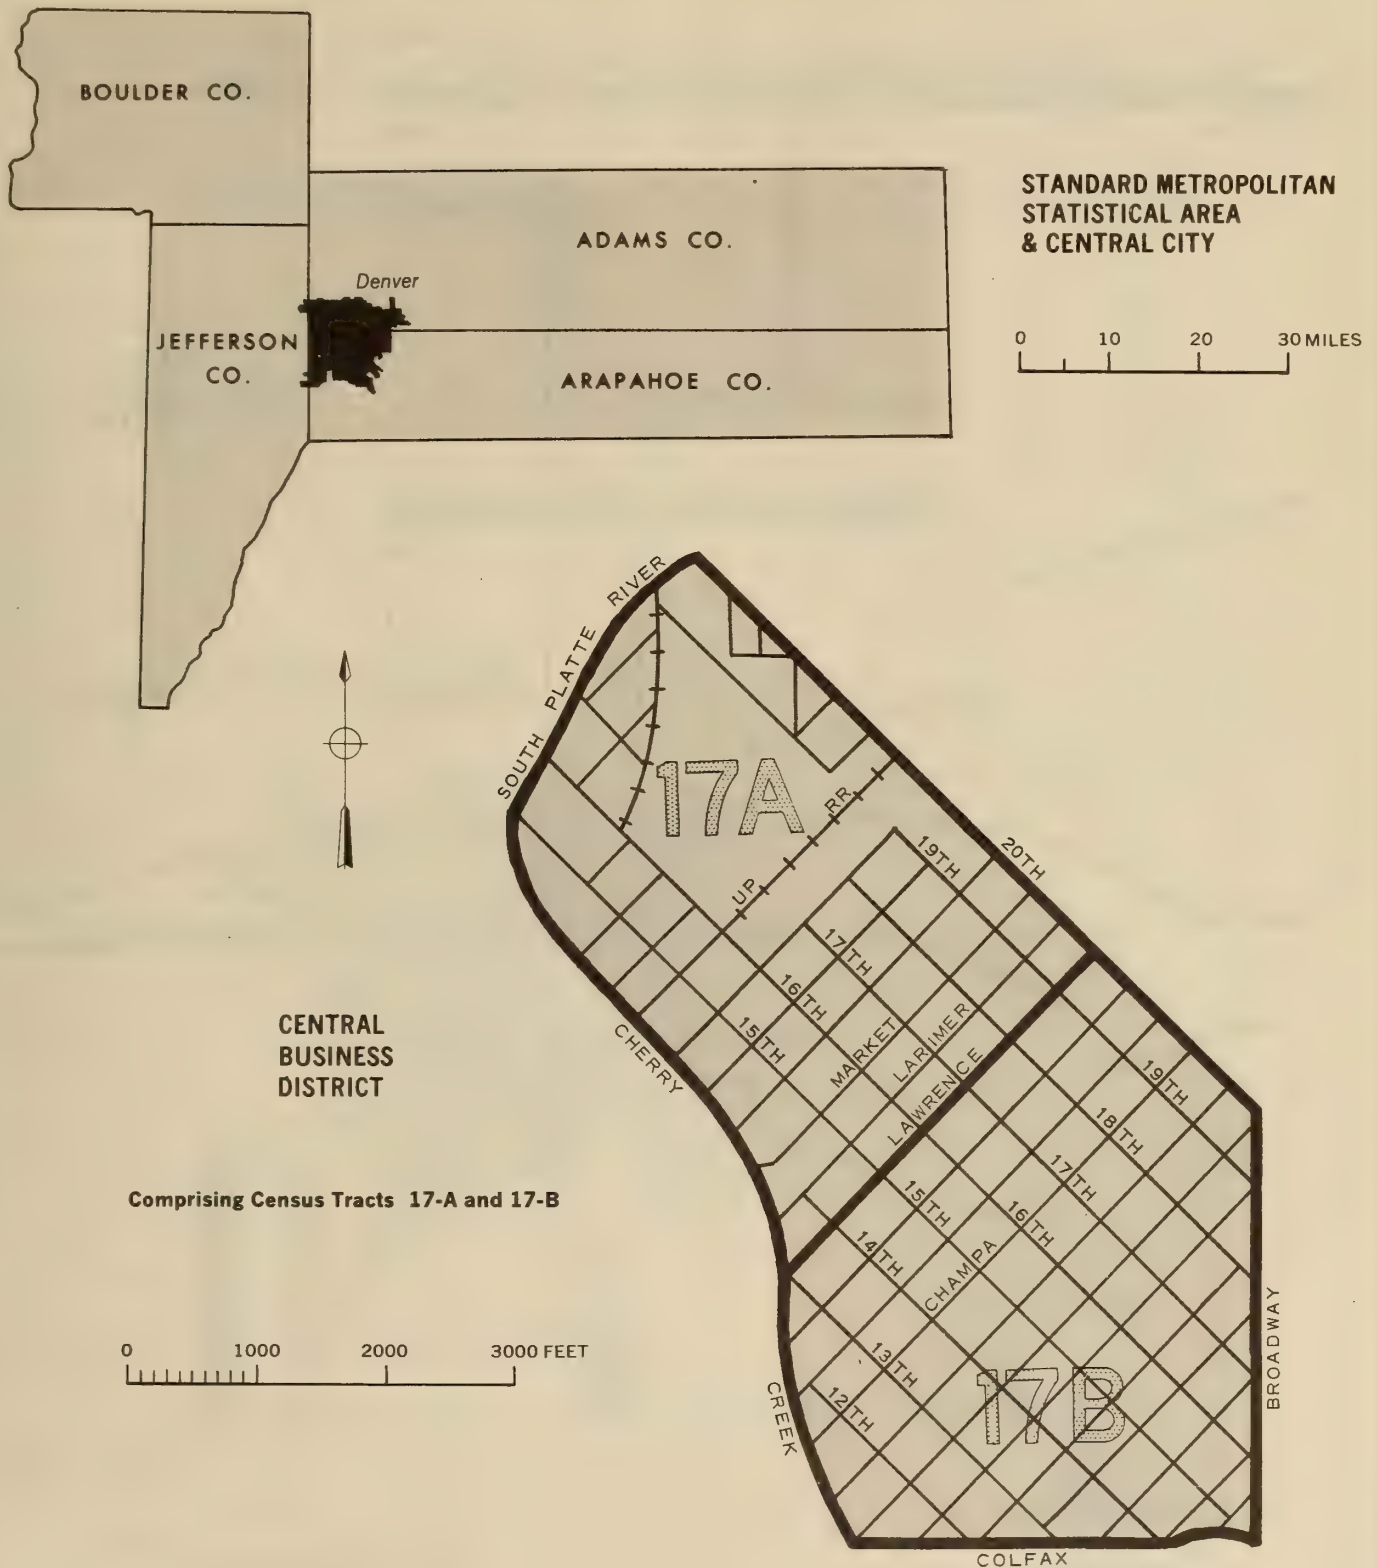 BOULDER CO.
ADAMS CO.
Denver
JEFFERSON
CO.
ARAPAHOE CO.
STANDARD METROPOLITAN
STATISTICAL AREA
& CENTRAL CITY
0 10 20 30 MILES
SOUTH PLATTE RIVER
17A
RR
UP
19TH
20TH
17TH
16TH
15TH
MARKET
LARIMER
LAWRENCE
CHERRY
CENTRAL
BUSINESS
DISTRICT
19TH
18TH
17TH
16TH
15TH
14TH
CHAMPA
Comprising Census Tracts 17-A and 17-B
0 1000 2000 3000 FEET
13TH
12TH
17B
CREEK
BROADWAY
COLFAX